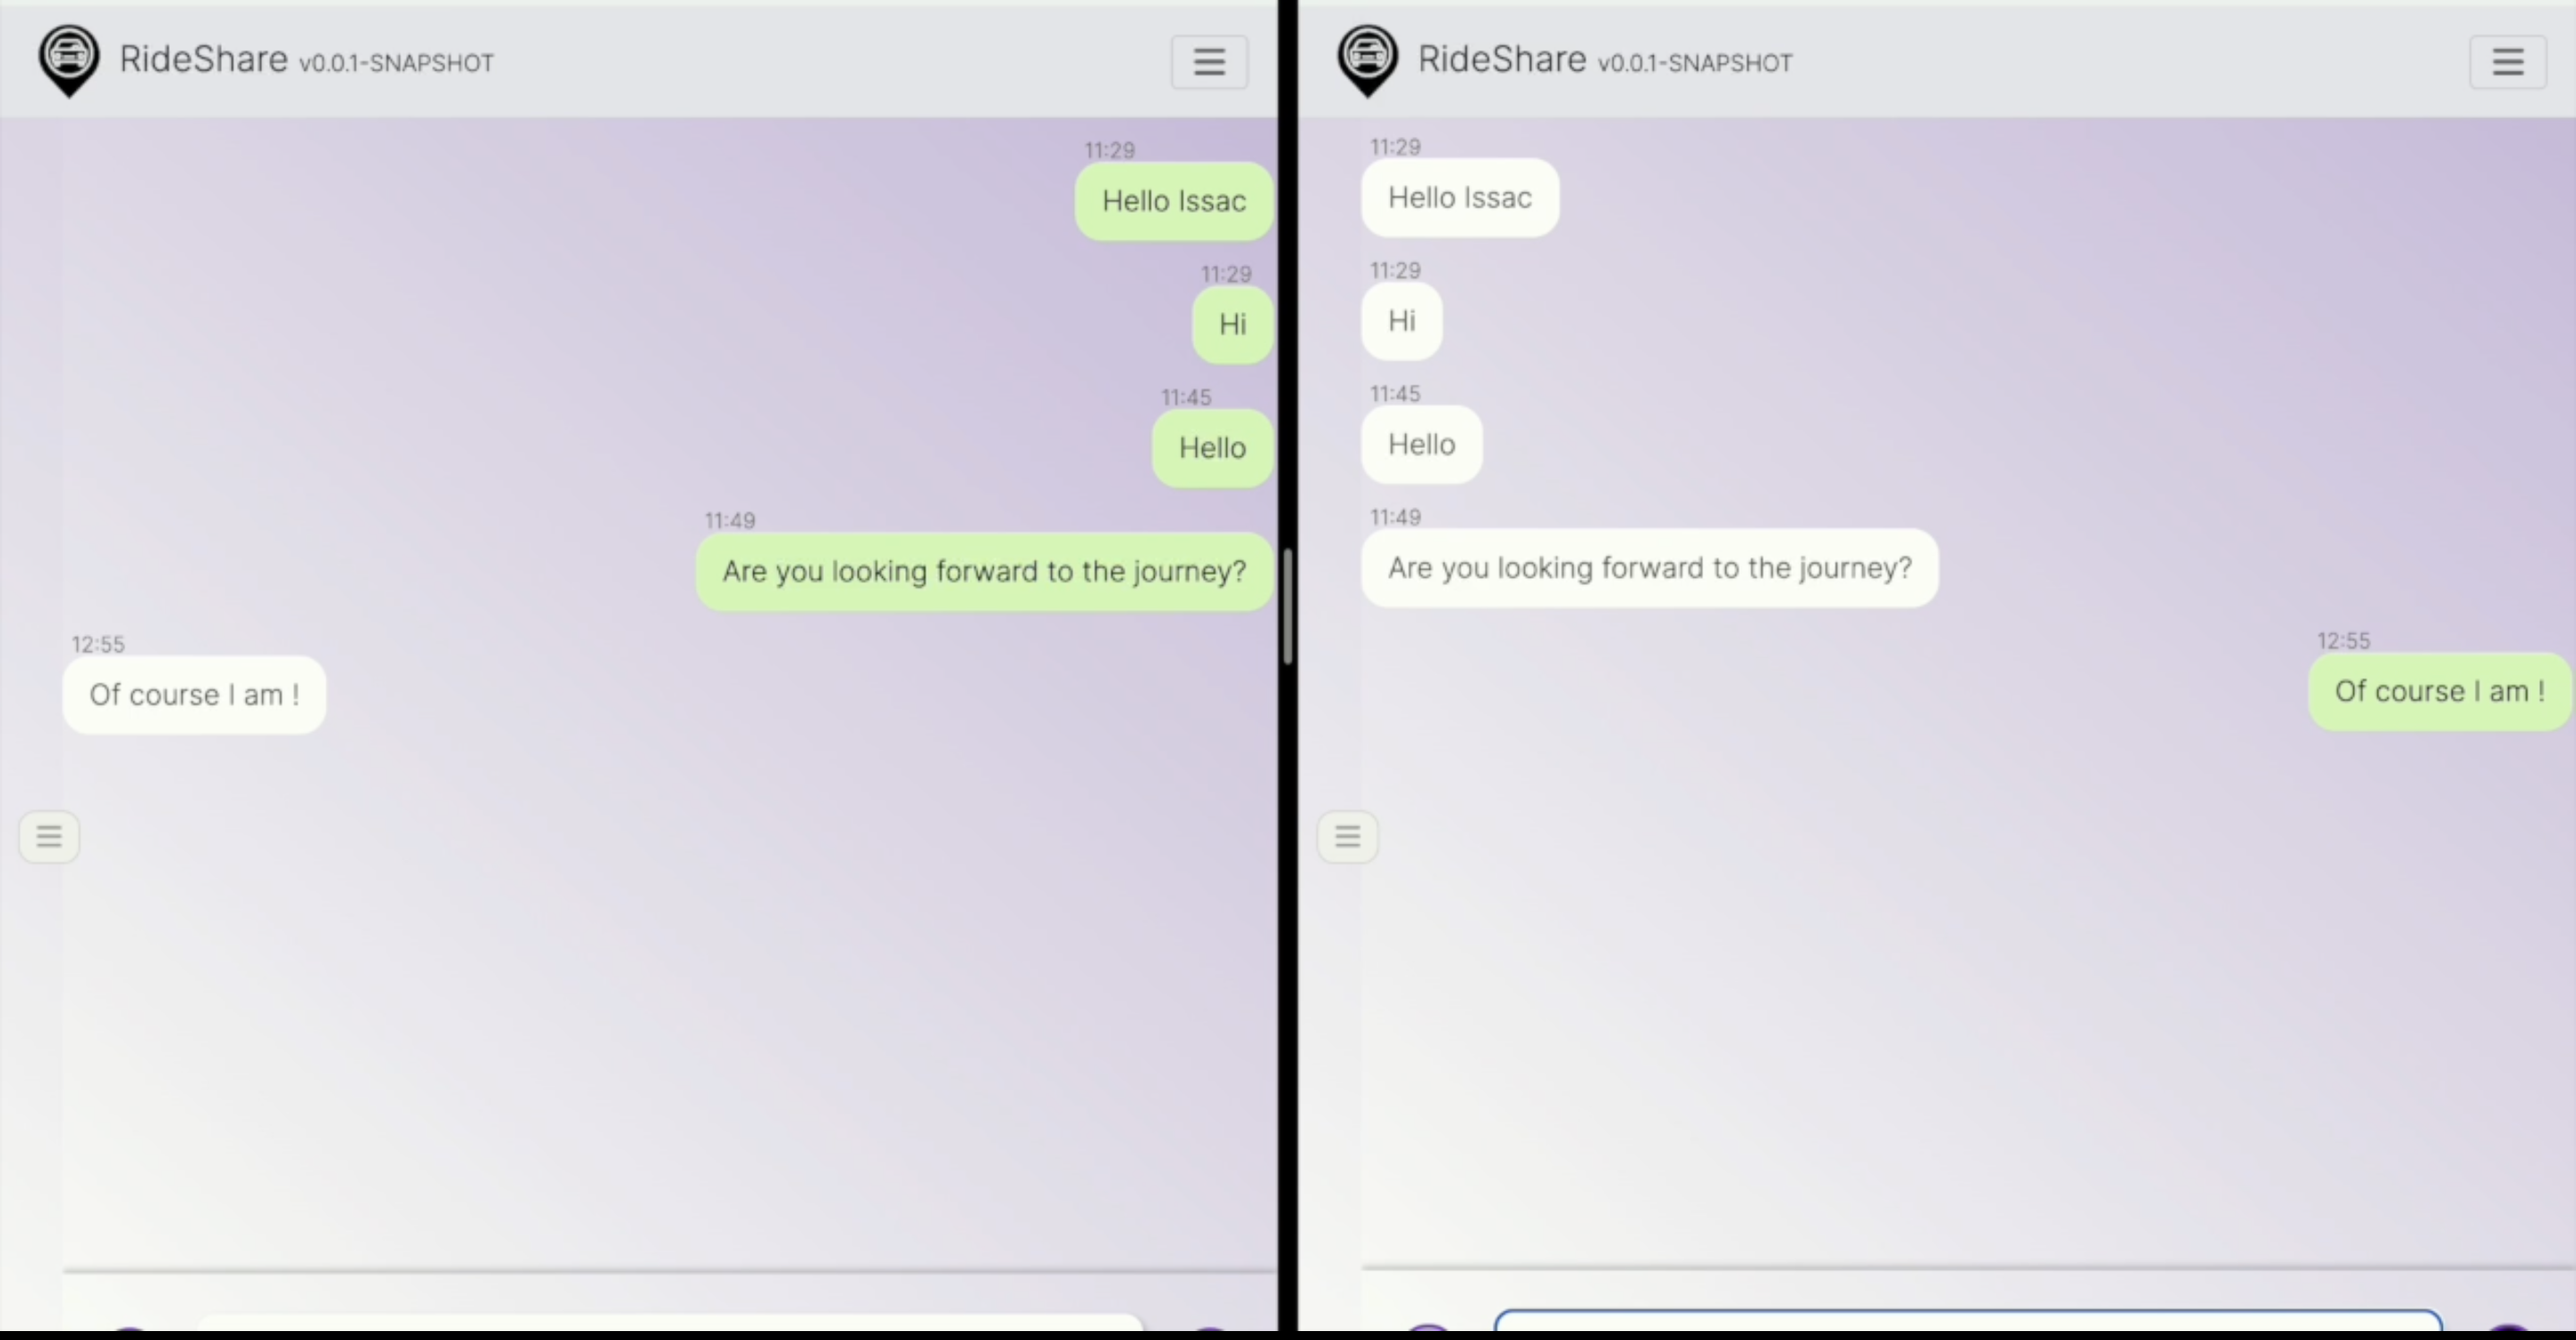 RideShare v0.0.1-SNAPSHOT
11:29
Hello Issac
11:29
Hi
11:45
Hello
11:49
Are you looking forward to the journey?
12:55
Of course I am !
RideShare v0.0.1-SNAPSHOT
11:29
Hello Issac
11:29
Hi
11:45
Hello
11:49
Are you looking forward to the journey?
12:55
Of course I am !